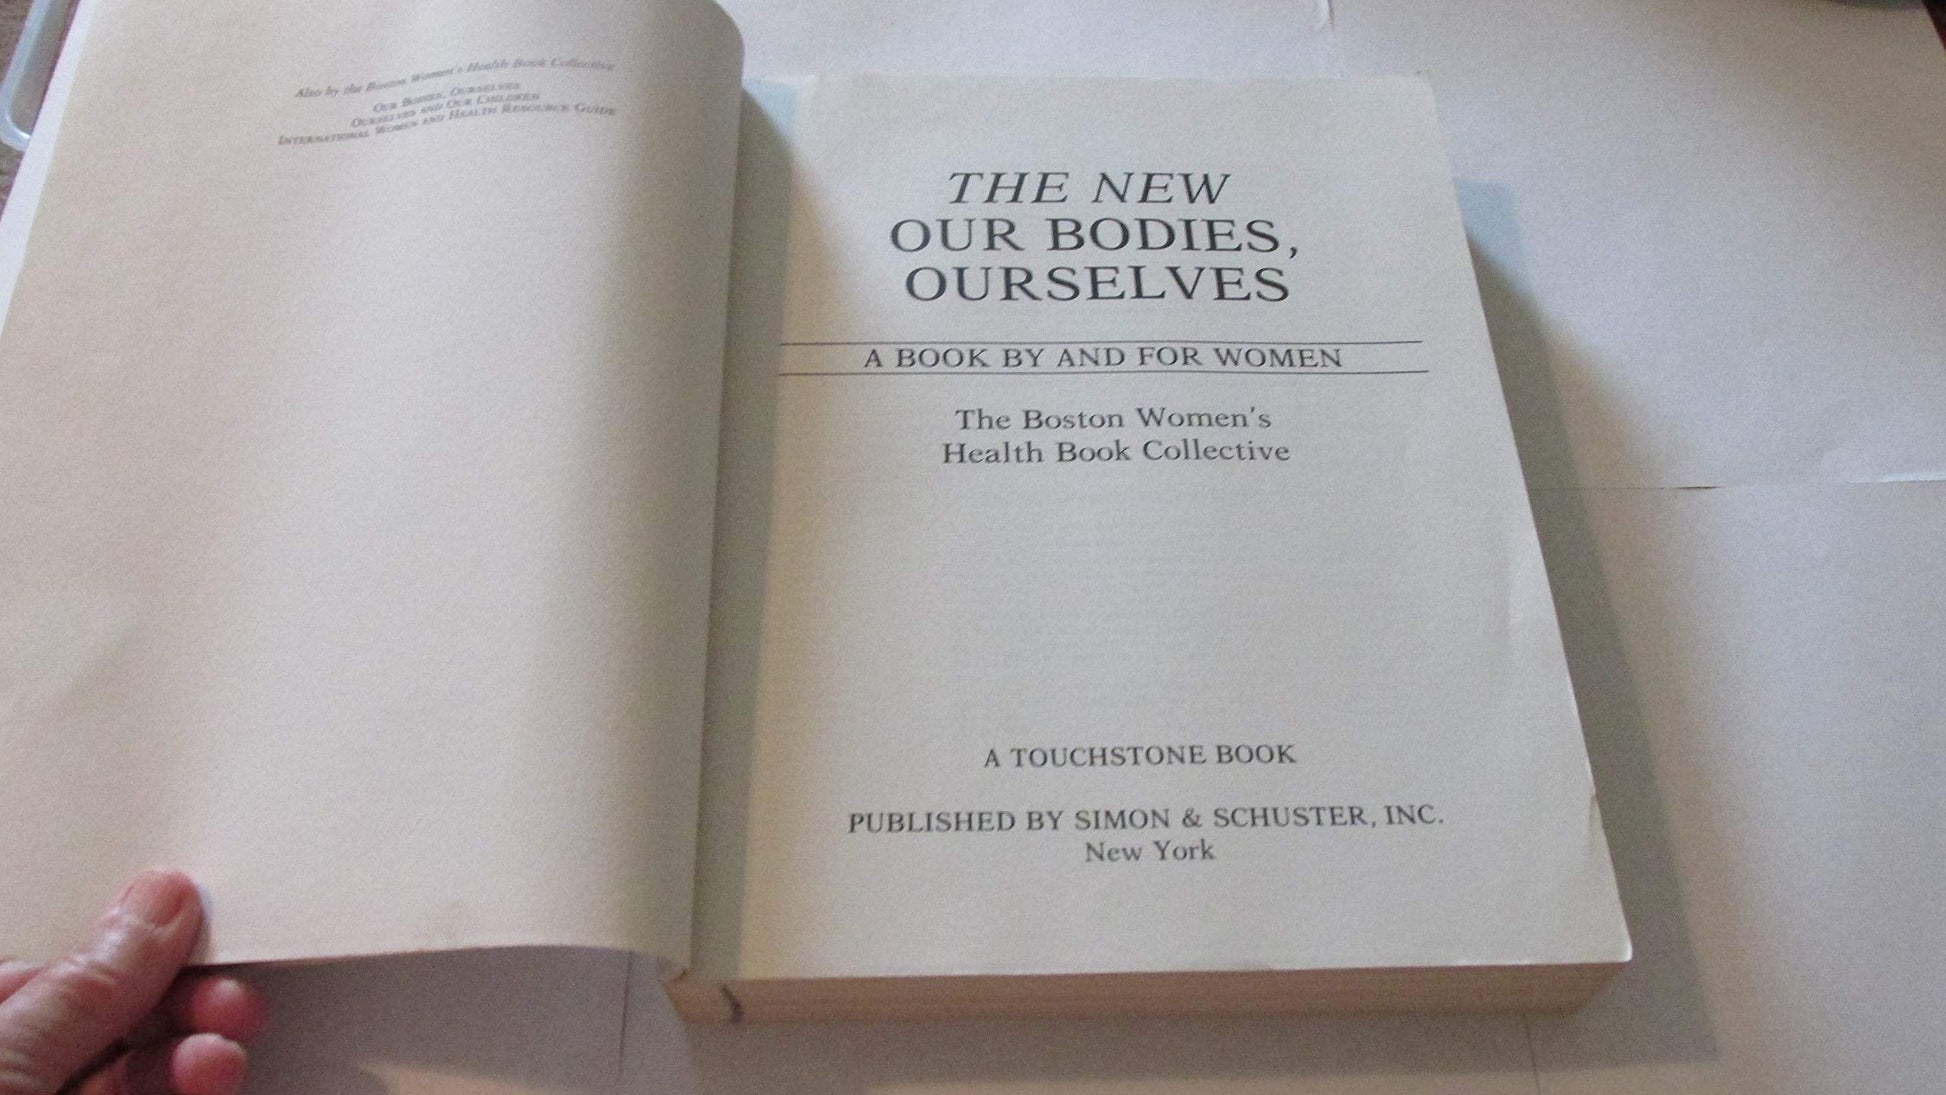 Also by the Boston Women's Health Book Collective
OUR BODIES, OURSELVES
OURSELVES AND OUR CHILDREN
INTERNATIONAL WOMEN AND HEALTH RESOURCE GUIDE
THE NEW
OUR BODIES,
OURSELVES
A BOOK BY AND FOR WOMEN
The Boston Women's
Health Book Collective
A TOUCHSTONE BOOK
PUBLISHED BY SIMON & SCHUSTER, INC.
New York